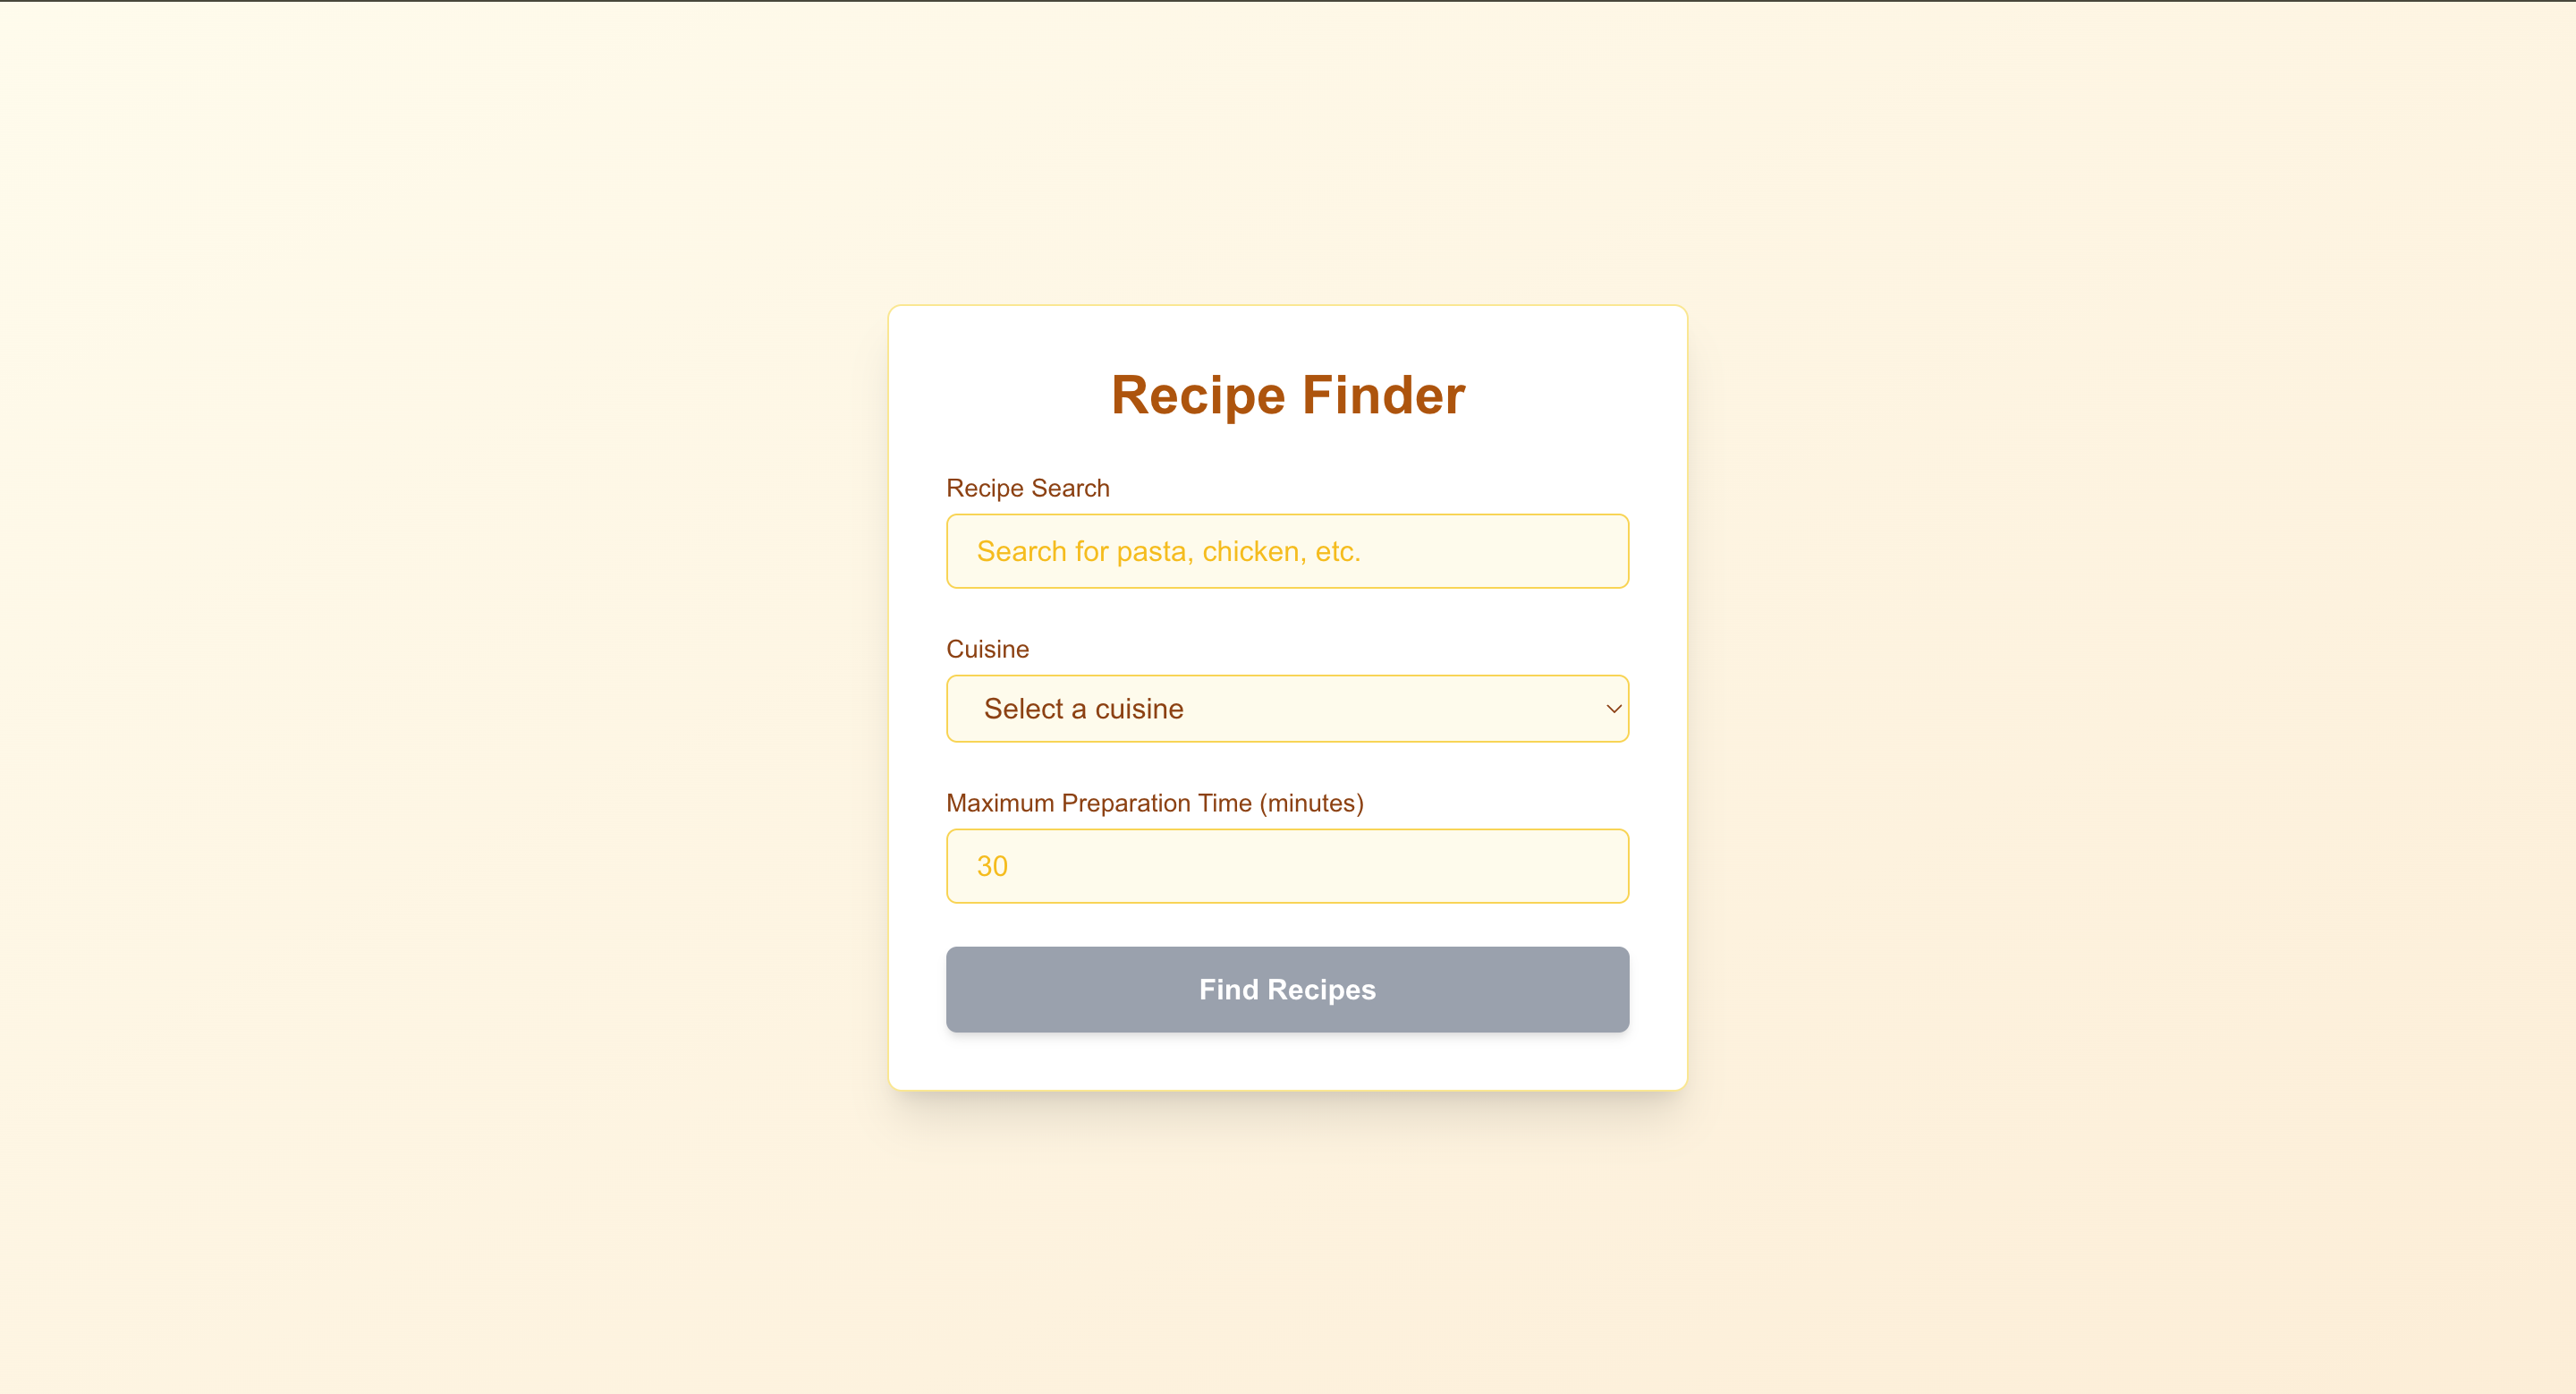 Recipe Finder
Recipe Search
Search for pasta, chicken, etc.
Cuisine
Select a cuisine
Maximum Preparation Time (minutes)
30
Find Recipes